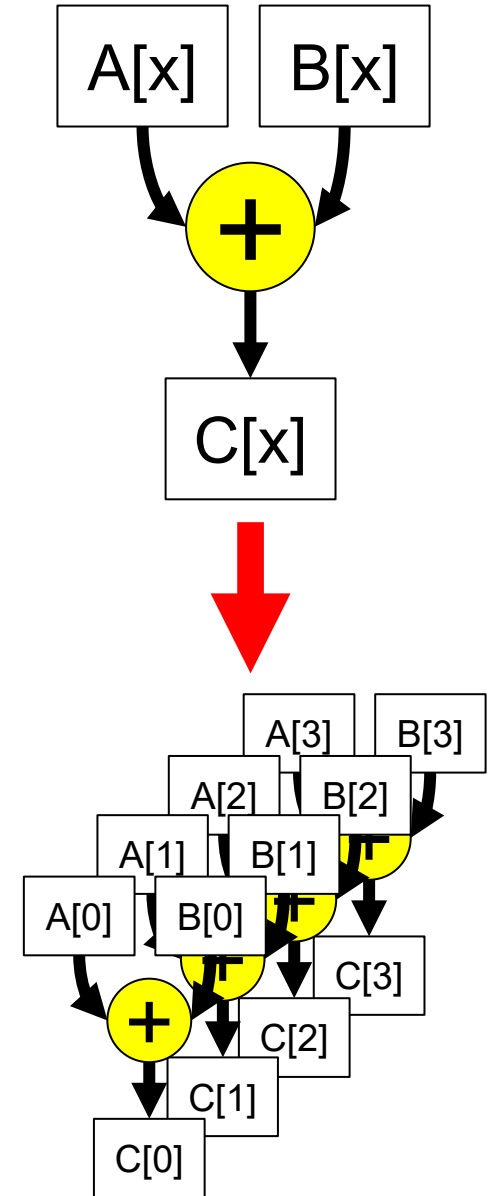 A[x] B[x]
+
C[x]
A[3] B[3]
A[2] B[2]
+
A[1] B[1]
+
A[0] B[0]
+
C[3]
+
C[2]
C[1]
C[0]